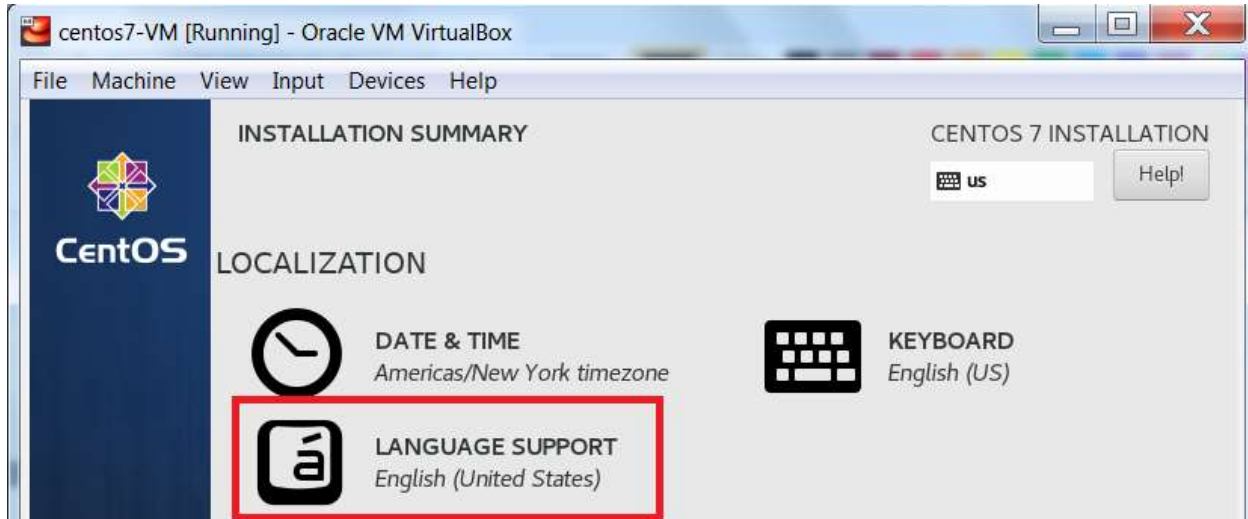 centos7-VM [Running] - Oracle VM VirtualBox
File Machine View Input Devices Help
INSTALLATION SUMMARY
CENTOS 7 INSTALLATION
us
Help!
CentOS
LOCALIZATION
DATE & TIME
Americas/New York timezone
KEYBOARD
English (US)
á
LANGUAGE SUPPORT
English (United States)